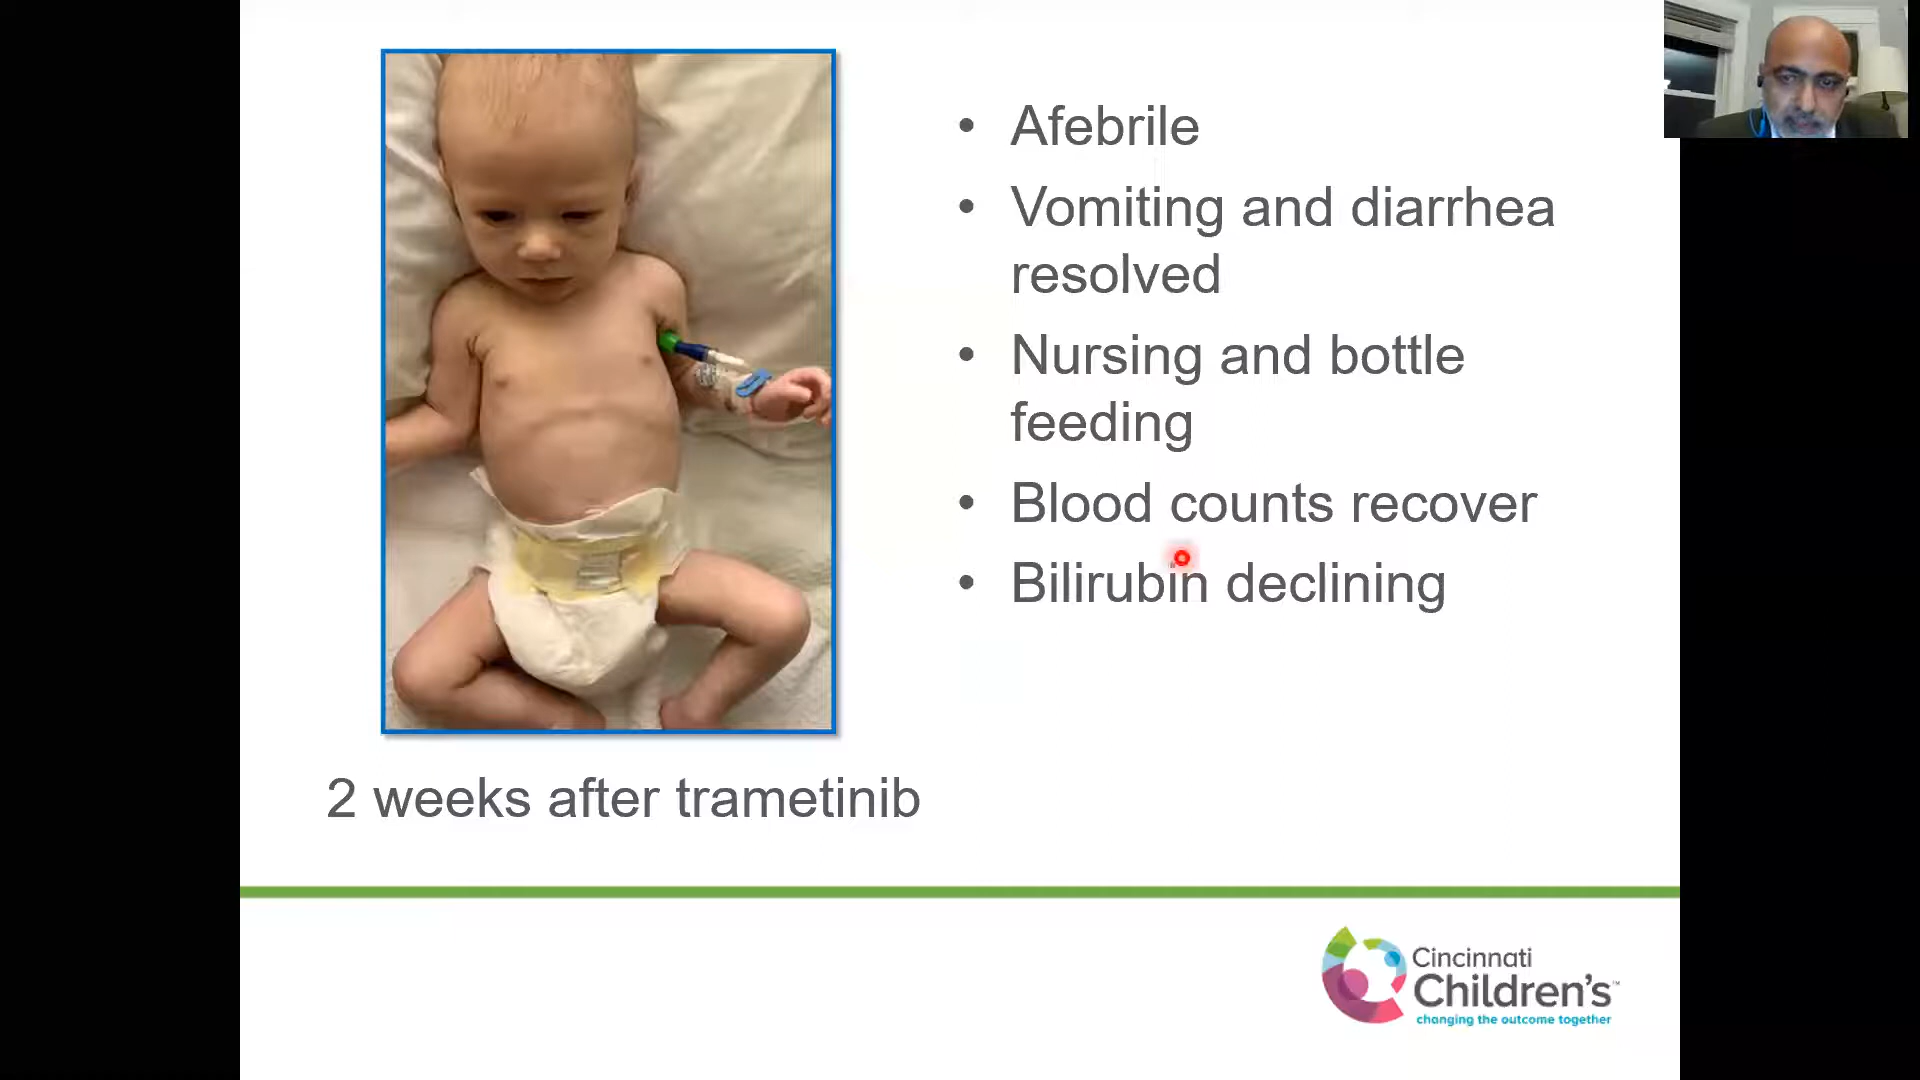 • Afebrile
• Vomiting and diarrhea
resolved
• Nursing and bottle
feeding
• Blood counts recover
• Bilirubin declining
2 weeks after trametinib
Cincinnati
Children's™
changing the outcome together